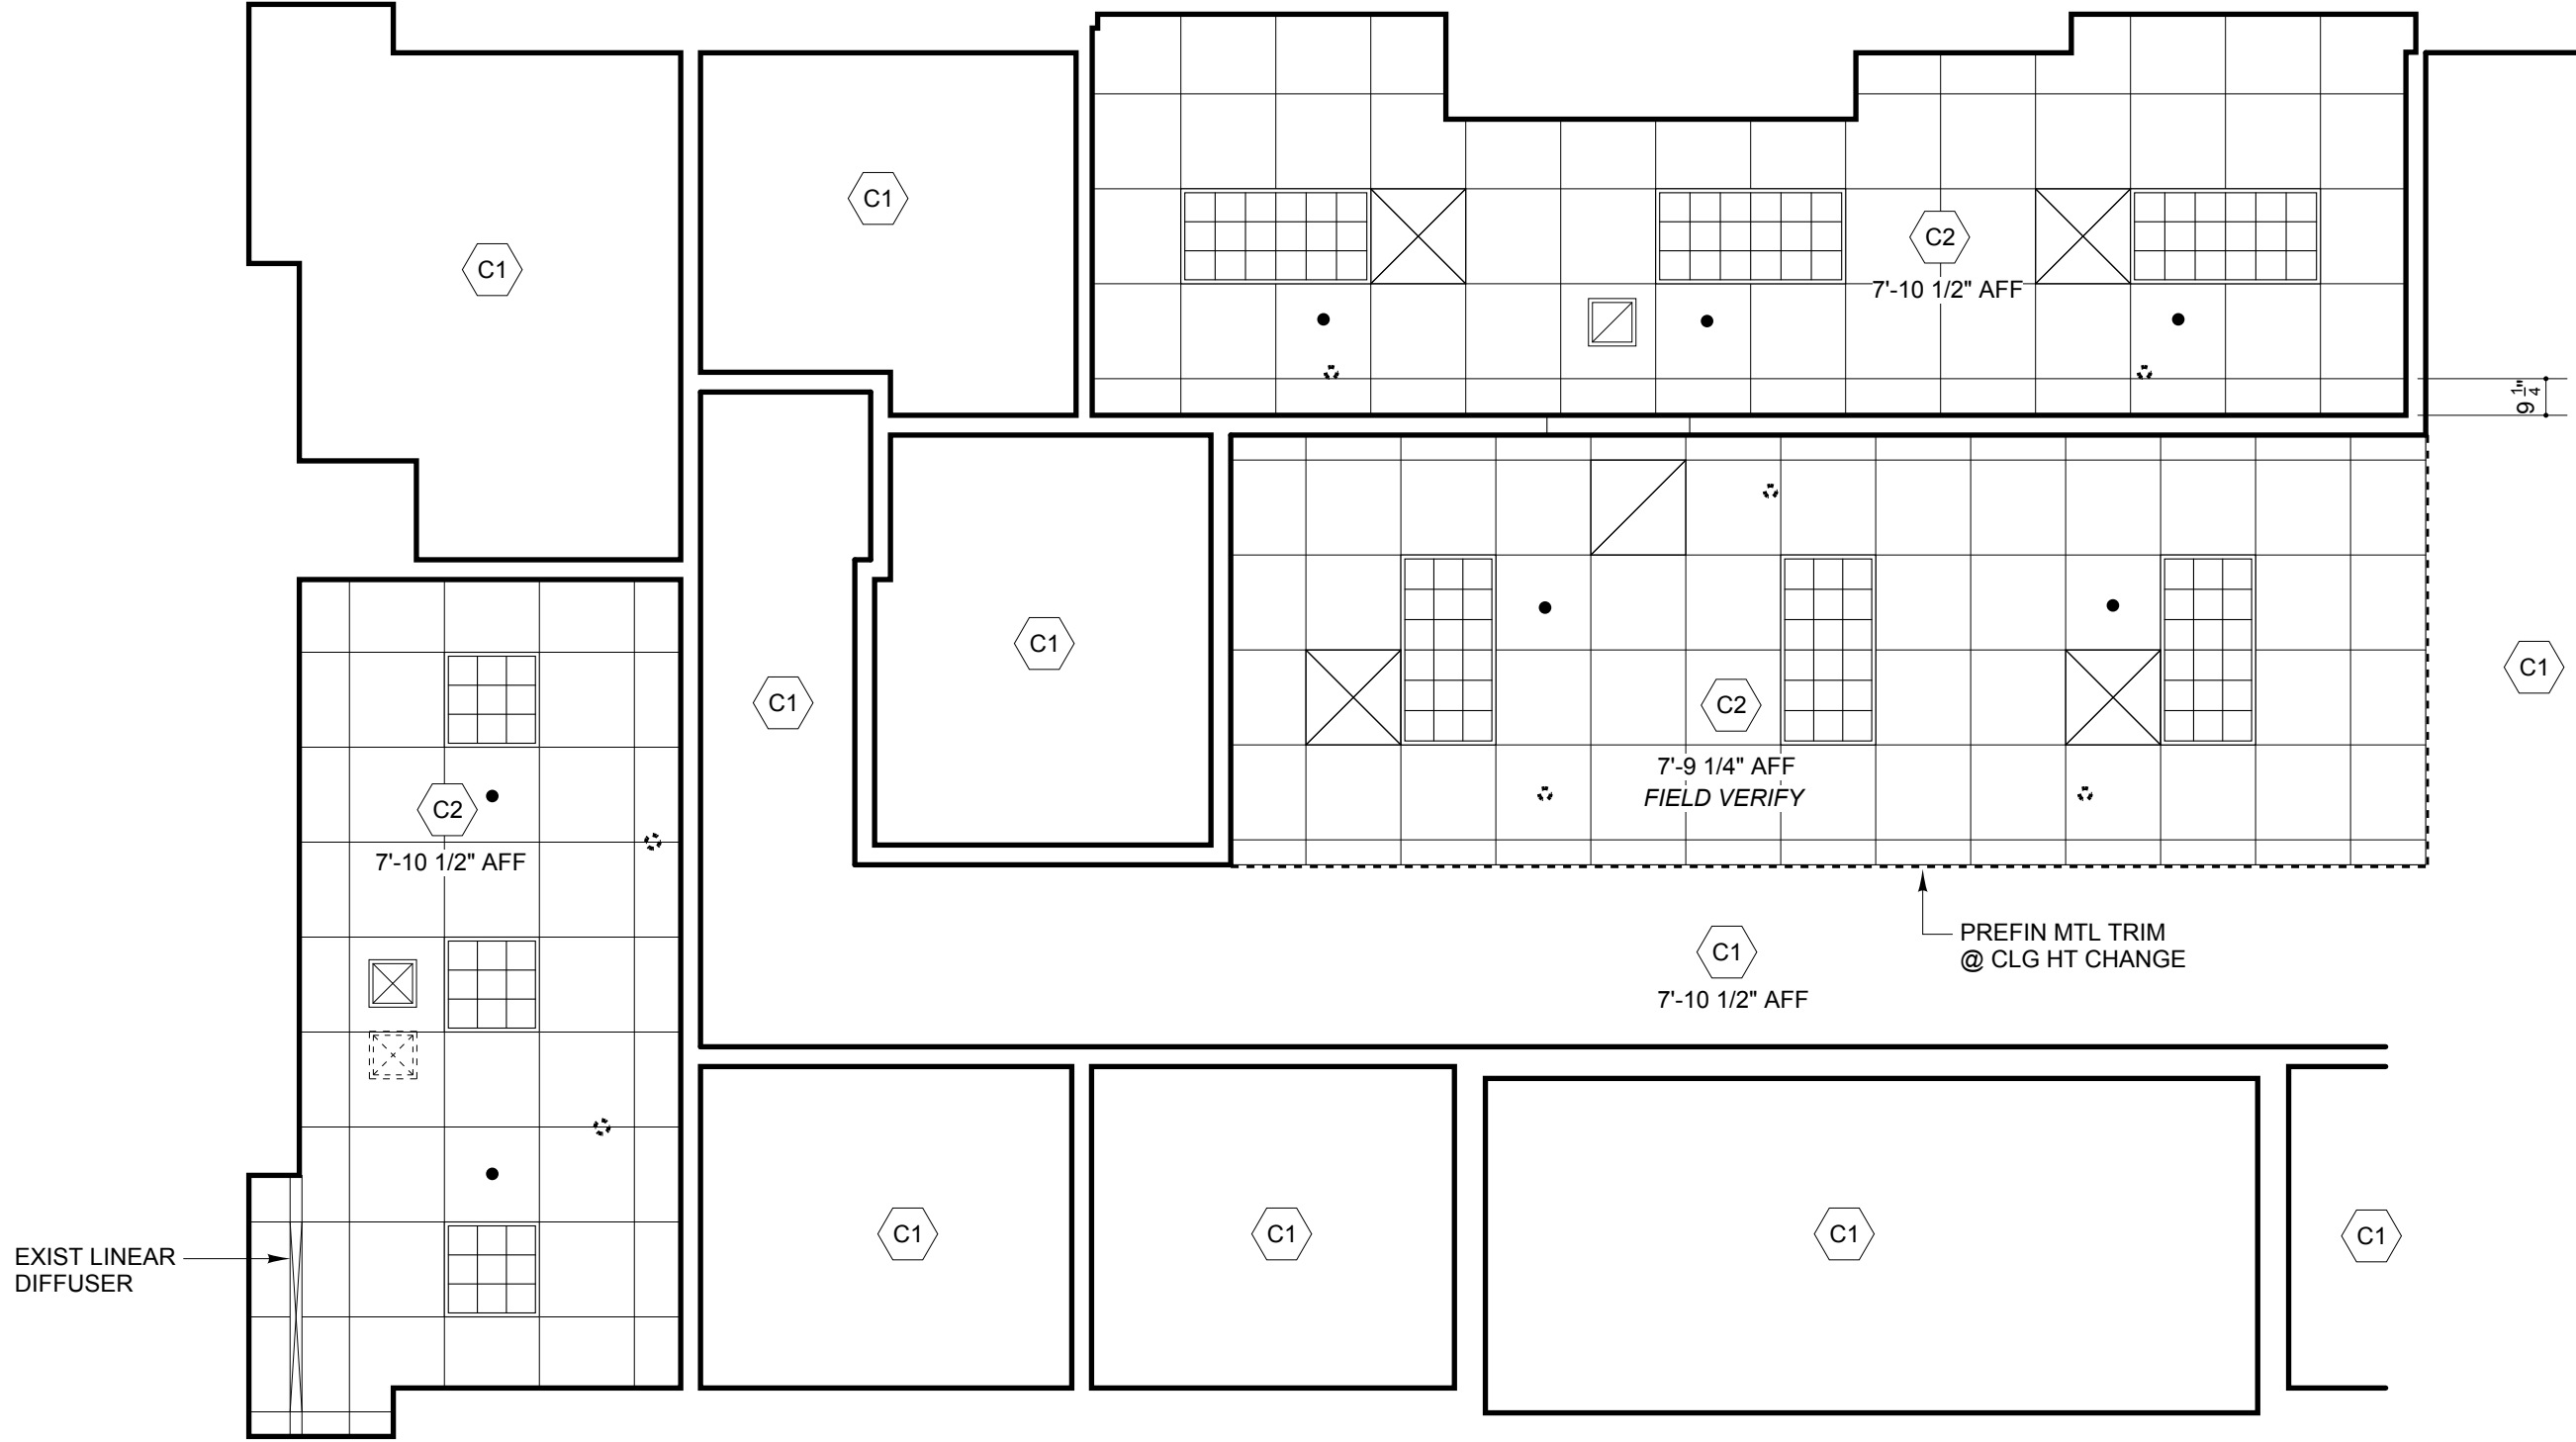 C1
C1
C2
7'-10 1/2" AFF
9 1/4"
C1
C1
C1
C2
7'-9 1/4" AFF
FIELD VERIFY
C2
7'-10 1/2" AFF
PREFIN MTL TRIM
@ CLG HT CHANGE
C1
7'-10 1/2" AFF
EXIST LINEAR
DIFFUSER
C1
C1
C1
C1